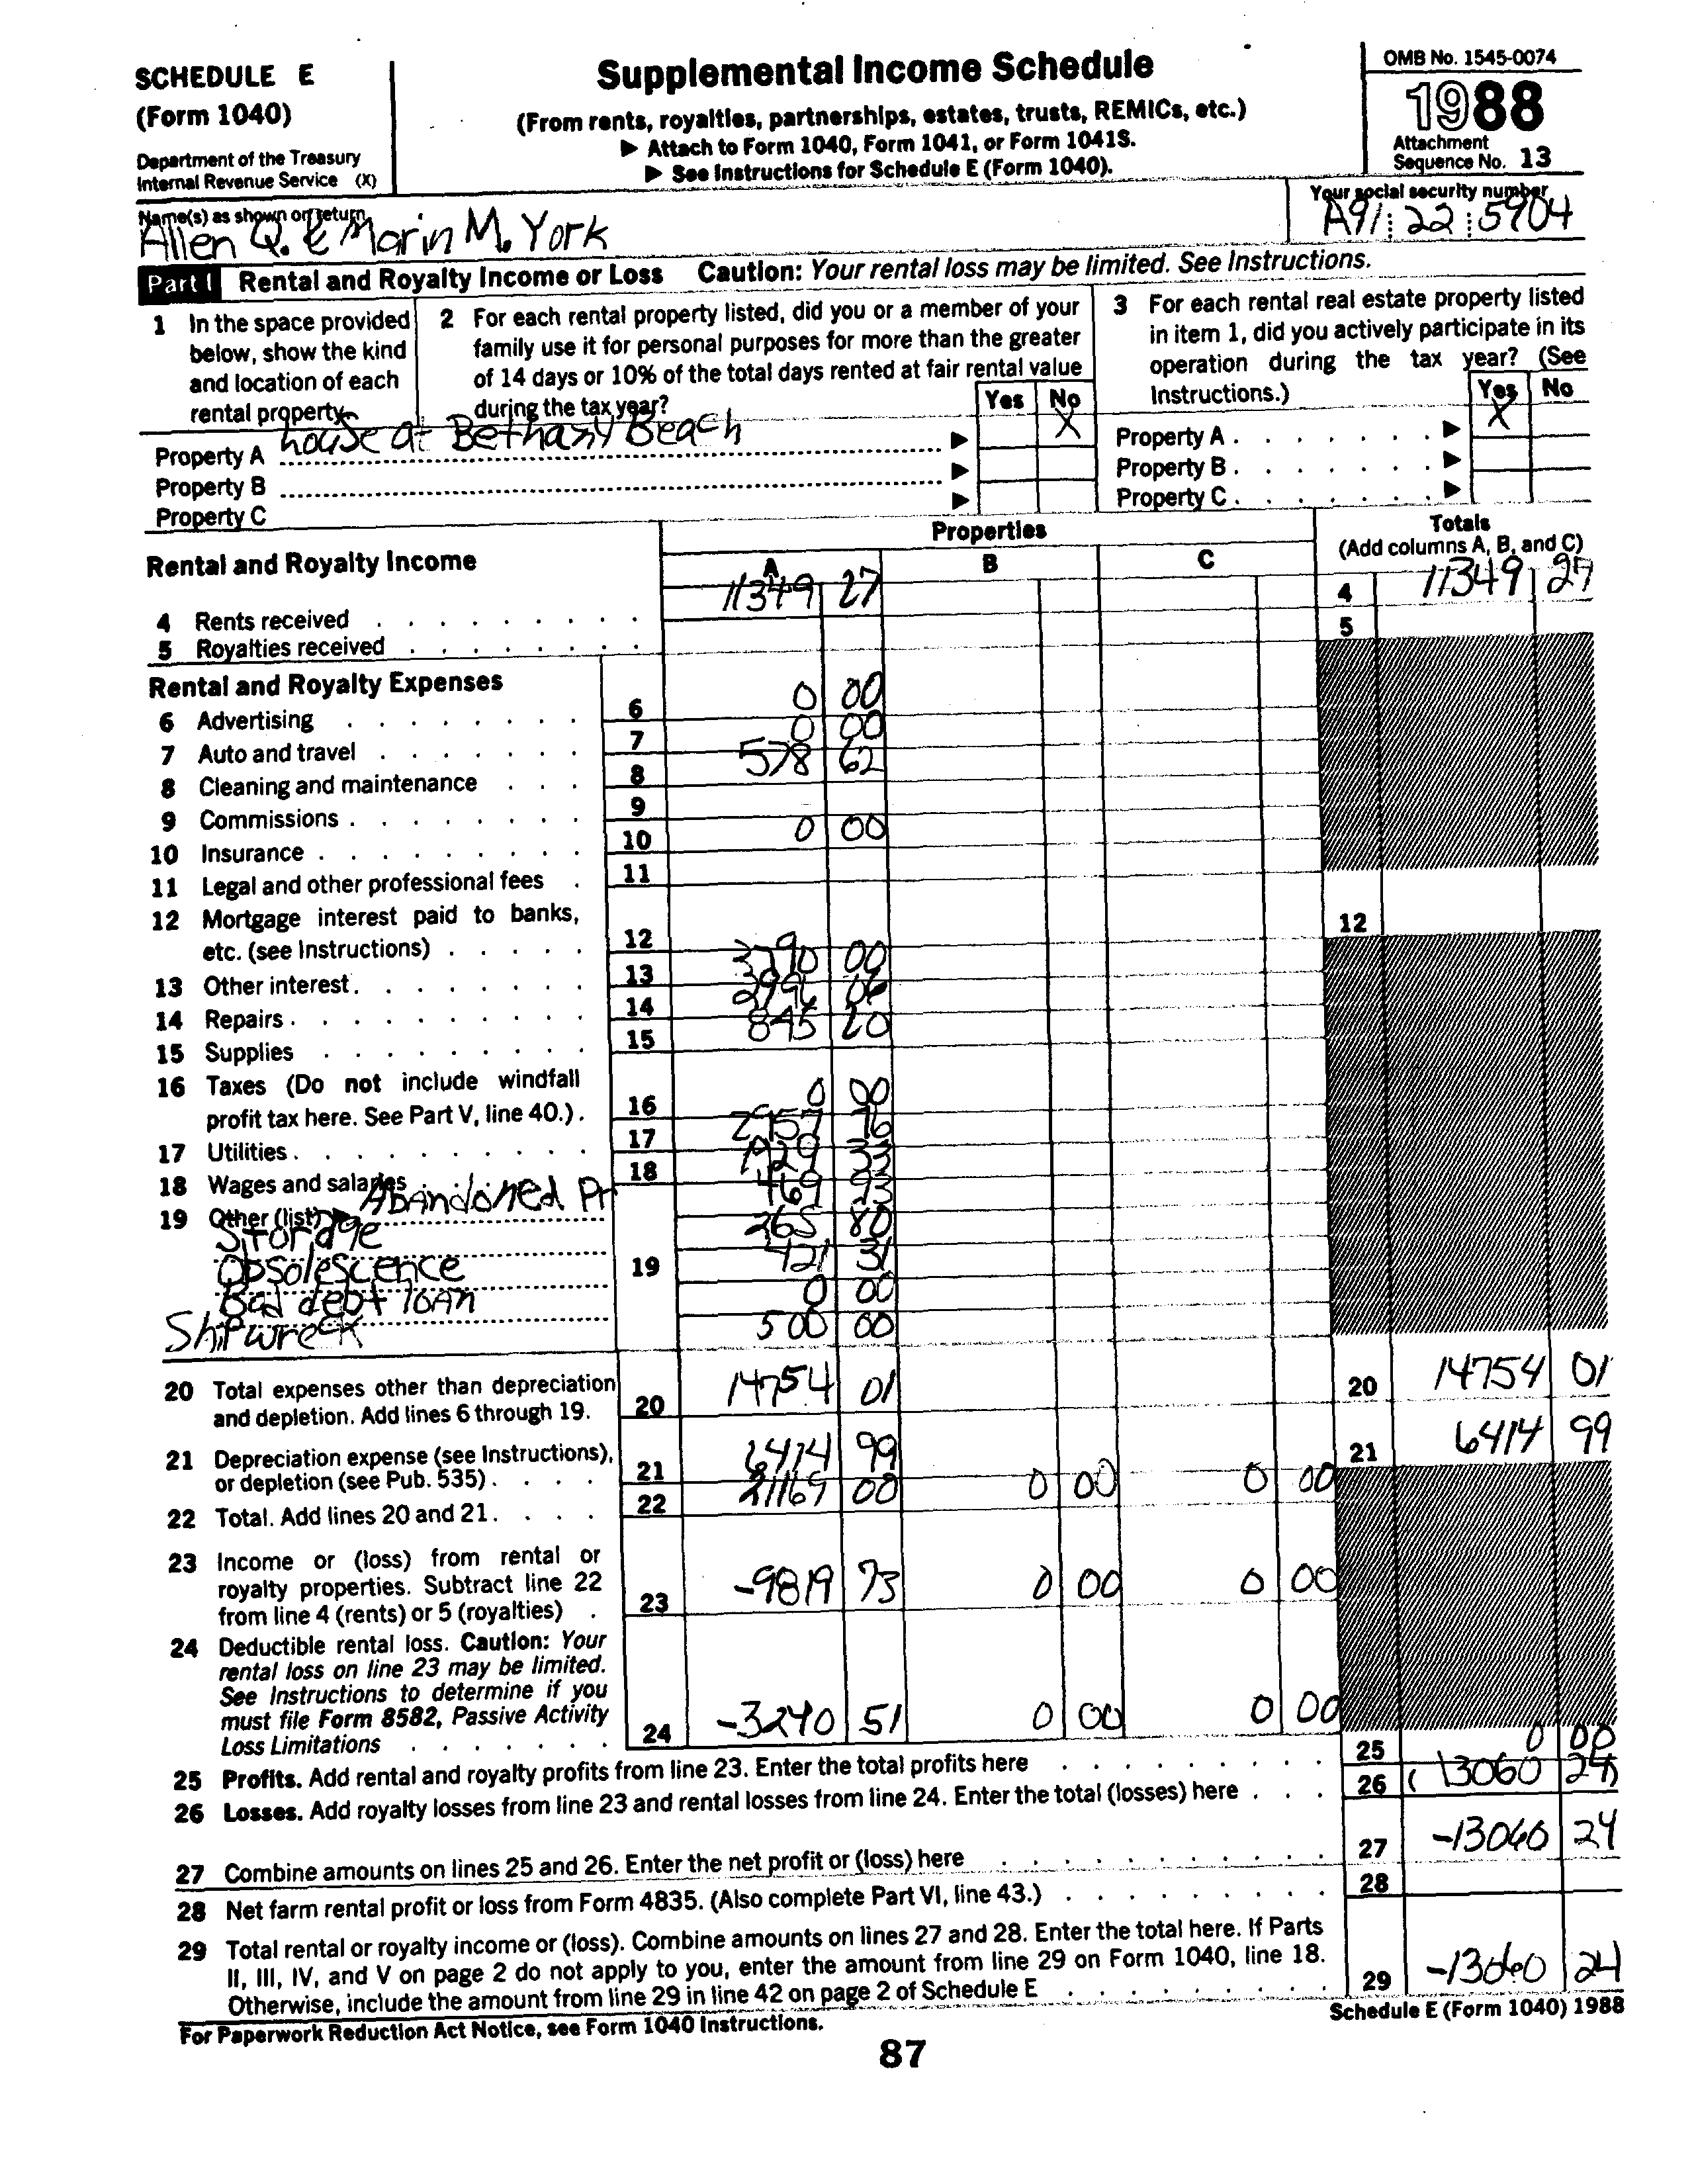 SCHEDULE E
(Form 1040)
Department of the Treasury
Internal Revenue Service (X)
Supplemental Income Schedule
(From rents, royalties, partnerships, estates, trusts, REMICs, etc.)
▶ Attach to Form 1040, Form 1041, or Form 1041S.
▶ See Instructions for Schedule E (Form 1040).
OMB No. 1545-0074
1988
Attachment
Sequence No. 13
Name(s) as shown on return
Allen Q. & Marin M. York
Your social security number
A91 22 5904
Part I Rental and Royalty Income or Loss Caution: Your rental loss may be limited. See Instructions.
1 In the space provided
below, show the kind
and location of each
rental property.
2 For each rental property listed, did you or a member of your
family use it for personal purposes for more than the greater
of 14 days or 10% of the total days rented at fair rental value
during the tax year?
Yes No
3 For each rental real estate property listed
in item 1, did you actively participate in its
operation during the tax year? (See
Instructions.)
Yes No
Property A house at Bethany Beach ▶ X
Property B ▶
Property C ▶
Property A . . . . . . . ▶ X
Property B . . . . . . . ▶
Property C . . . . . . . ▶
Rental and Royalty Income
Properties
A B C
Totals
(Add columns A, B, and C)
4 Rents received 11349 27 4 11349 27
5 Royalties received 5
Rental and Royalty Expenses
6 Advertising 6 0 00
7 Auto and travel 7 0 00
8 Cleaning and maintenance 8 578 62
9 Commissions 9
10 Insurance 10 0 00
11 Legal and other professional fees 11
12 Mortgage interest paid to banks,
etc. (see Instructions) 12 12
13 Other interest 13 3790 00
14 Repairs 14 06
15 Supplies 15 845 20
16 Taxes (Do not include windfall
profit tax here. See Part V, line 40.) 16 0 00
17 Utilities 17 2957 76
18 Wages and salaries 18 1929 33
19 Other (list) ▶ Abandoned Pr 469 93
Storage 265 80
Obsolescence 19 421 31
Bad debt loan 0 00
Shipwreck 500 00
20 Total expenses other than depreciation
and depletion. Add lines 6 through 19. 20 14754 01 20 14754 01
21 Depreciation expense (see Instructions),
or depletion (see Pub. 535) 21 6414 99 21 6414 99
22 Total. Add lines 20 and 21 22 21169 00 0 00 0 00
23 Income or (loss) from rental or
royalty properties. Subtract line 22
from line 4 (rents) or 5 (royalties) 23 -9819 73 0 00 0 00
24 Deductible rental loss. Caution: Your
rental loss on line 23 may be limited.
See Instructions to determine if you
must file Form 8582, Passive Activity
Loss Limitations 24 -3240 51 0 00 0 00
25 Profits. Add rental and royalty profits from line 23. Enter the total profits here 25 0 00
26 Losses. Add royalty losses from line 23 and rental losses from line 24. Enter the total (losses) here 26 ( 13060 24)
27 Combine amounts on lines 25 and 26. Enter the net profit or (loss) here 27 -13060 24
28 Net farm rental profit or loss from Form 4835. (Also complete Part VI, line 43.) 28
29 Total rental or royalty income or (loss). Combine amounts on lines 27 and 28. Enter the total here. If Parts
II, III, IV, and V on page 2 do not apply to you, enter the amount from line 29 on Form 1040, line 18.
Otherwise, include the amount from line 29 in line 42 on page 2 of Schedule E 29 -13060 24
For Paperwork Reduction Act Notice, see Form 1040 Instructions.
Schedule E (Form 1040) 1988
87